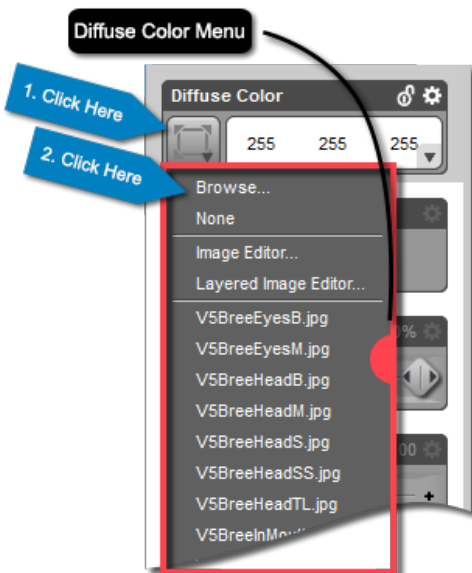 Diffuse Color Menu
1. Click Here
Diffuse Color
255 255 255
2. Click Here
Browse...
None
Image Editor...
Layered Image Editor...
V5BreeEyesB.jpg
V5BreeEyesM.jpg
%
V5BreeHeadB.jpg
V5BreeHeadM.jpg
V5BreeHeadS.jpg
00
V5BreeHeadSS.jpg
V5BreeHeadTL.jpg